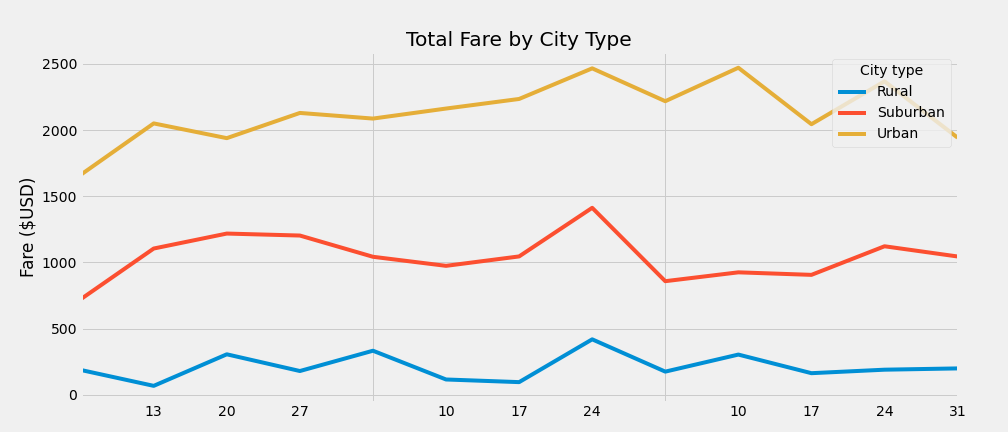 Total Fare by City Type
Fare ($USD)
2500
2000
1500
1000
500
0
City type
Rural
Suburban
Urban
13 20 27 10 17 24 10 17 24 31